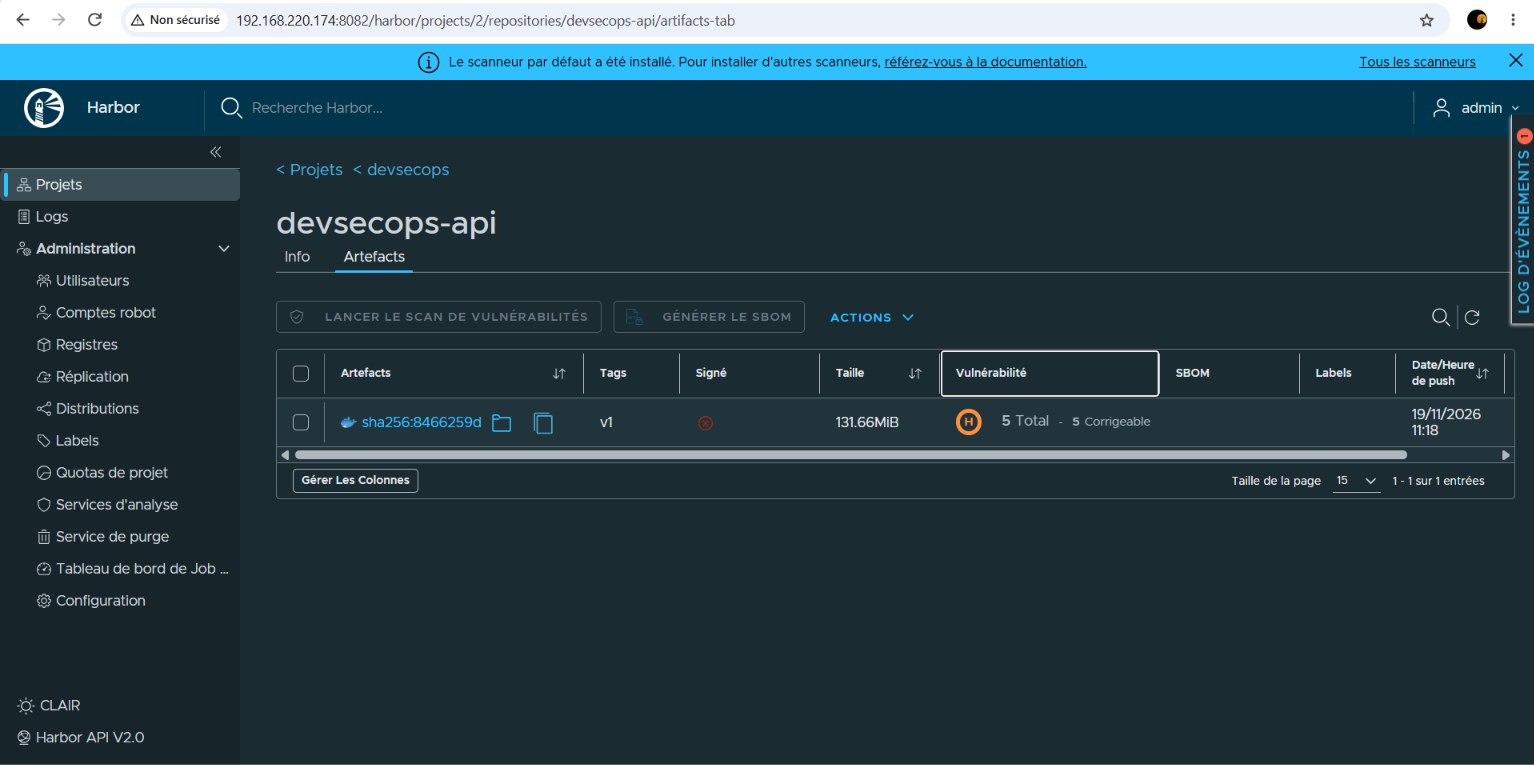 Non sécurisé 192.168.220.174:8082/harbor/projects/2/repositories/devsecops-api/artifacts-tab
Le scanneur par défaut a été installé. Pour installer d'autres scanneurs, référez-vous à la documentation. Tous les scanneurs
Harbor Recherche Harbor... admin
LOG D'ÉVÈNEMENTS 1
Projets
Logs
Administration
Utilisateurs
Comptes robot
Registres
Réplication
Distributions
Labels
Quotas de projet
Services d'analyse
Service de purge
Tableau de bord de Job ...
Configuration
CLAIR
Harbor API V2.0
< Projets < devsecops
devsecops-api
Info Artefacts
LANCER LE SCAN DE VULNÉRABILITÉS GÉNÉRER LE SBOM ACTIONS
Artefacts Tags Signé Taille Vulnérabilité SBOM Labels Date/Heure
de push
sha256:8466259d v1 131.66MiB H 5 Total - 5 Corrigeable 19/11/2026
11:18
Gérer Les Colonnes Taille de la page 15 1 - 1 sur 1 entrées